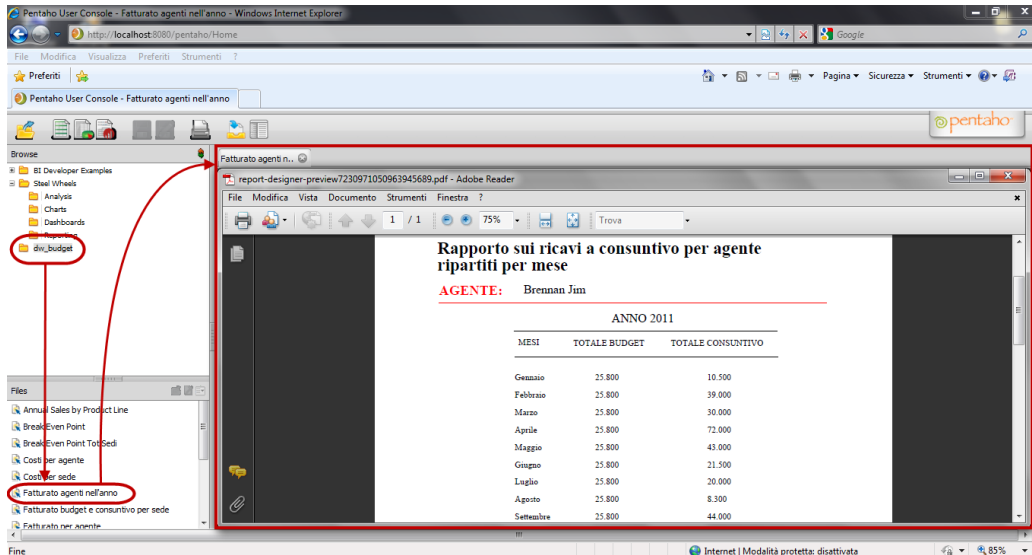 Pentaho User Console - Fatturato agenti nell'anno - Windows Internet Explorer
http://localhost:8080/pentaho/Home
Google
File Modifica Visualizza Preferiti Strumenti ?
Preferiti
Pagina Sicurezza Strumenti
Pentaho User Console - Fatturato agenti nell'anno
pentaho
Browse
BI Developer Examples
Steel Wheels
Analysis
Charts
Dashboards
Reporting
dw_budget
Files
Annual Sales by Product Line
Break Even Point
Break Even Point Tot Sedi
Costi per agente
Costi per sede
Fatturato agenti nell'anno
Fatturato budget e consuntivo per sede
Fatturato per agente
Fatturato agenti n..
report-designer-preview7230971050963945689.pdf - Adobe Reader
File Modifica Vista Documento Strumenti Finestra ?
1 / 1 75% Trova
Rapporto sui ricavi a consuntivo per agente
ripartiti per mese
AGENTE: Brennan Jim
ANNO 2011
MESI TOTALE BUDGET TOTALE CONSUNTIVO
Gennaio 25.800 10.500
Febbraio 25.800 39.000
Marzo 25.800 30.000
Aprile 25.800 72.000
Maggio 25.800 43.000
Giugno 25.800 21.500
Luglio 25.800 20.000
Agosto 25.800 8.300
Settembre 25.800 44.000
Fine
Internet | Modalità protetta: disattivata
85%